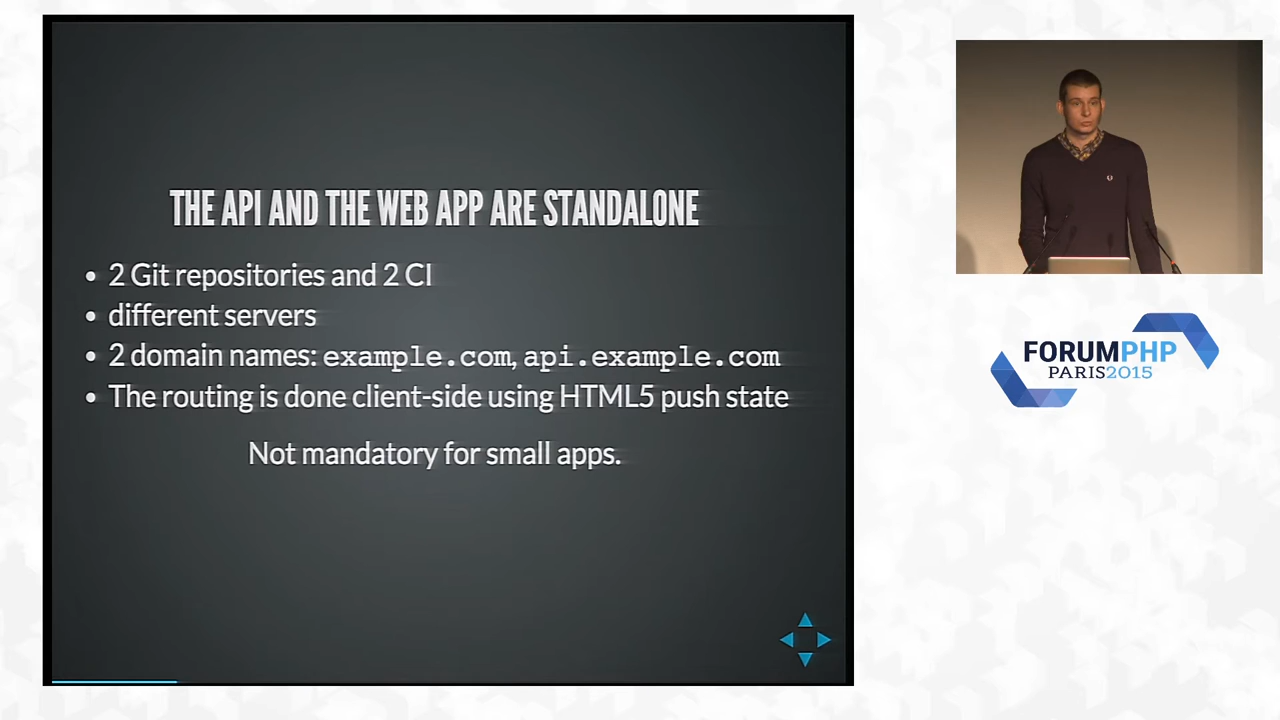 THE API AND THE WEB APP ARE STANDALONE
• 2 Git repositories and 2 CI
• different servers
• 2 domain names: example.com, api.example.com
• The routing is done client-side using HTML5 push state
Not mandatory for small apps.
FORUMPHP
PARIS2015